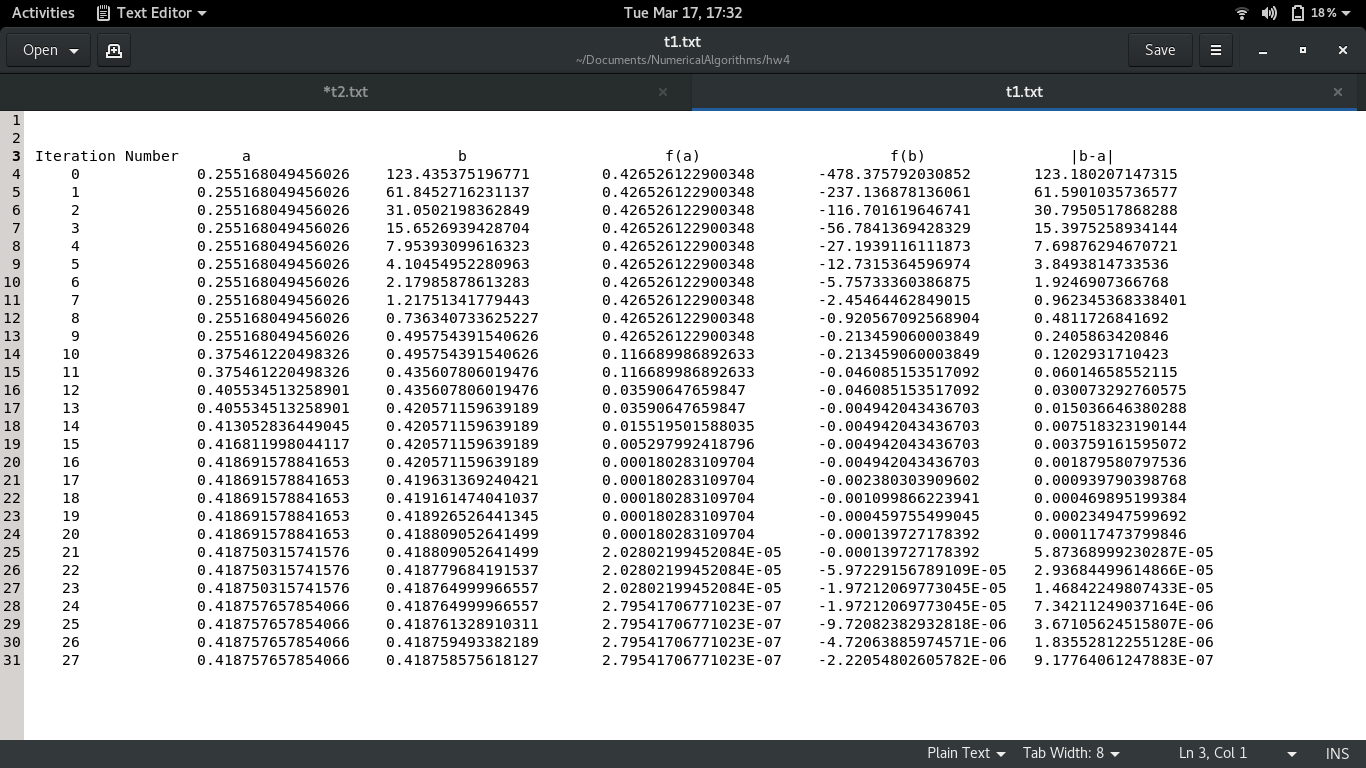 Activities Text Editor Tue Mar 17, 17:32 18%
Open t1.txt Save
~/Documents/NumericalAlgorithms/hw4
*t2.txt × t1.txt ×
1
2
3 Iteration Number a b f(a) f(b) |b-a|
4 0 0.255168049456026 123.435375196771 0.426526122900348 -478.375792030852 123.180207147315
5 1 0.255168049456026 61.8452716231137 0.426526122900348 -237.136878136061 61.5901035736577
6 2 0.255168049456026 31.0502198362849 0.426526122900348 -116.701619646741 30.7950517868288
7 3 0.255168049456026 15.6526939428704 0.426526122900348 -56.7841369428329 15.3975258934144
8 4 0.255168049456026 7.95393099616323 0.426526122900348 -27.1939116111873 7.69876294670721
9 5 0.255168049456026 4.10454952280963 0.426526122900348 -12.7315364596974 3.8493814733536
10 6 0.255168049456026 2.17985878613283 0.426526122900348 -5.75733360386875 1.9246907366768
11 7 0.255168049456026 1.21751341779443 0.426526122900348 -2.45464462849015 0.962345368338401
12 8 0.255168049456026 0.736340733625227 0.426526122900348 -0.920567092568904 0.4811726841692
13 9 0.255168049456026 0.495754391540626 0.426526122900348 -0.213459060003849 0.2405863420846
14 10 0.375461220498326 0.495754391540626 0.116689986892633 -0.213459060003849 0.1202931710423
15 11 0.375461220498326 0.435607806019476 0.116689986892633 -0.046085153517092 0.06014658552115
16 12 0.405534513258901 0.435607806019476 0.03590647659847 -0.046085153517092 0.030073292760575
17 13 0.405534513258901 0.420571159639189 0.03590647659847 -0.004942043436703 0.015036646380288
18 14 0.413052836449045 0.420571159639189 0.015519501588035 -0.004942043436703 0.007518323190144
19 15 0.416811998044117 0.420571159639189 0.005297992418796 -0.004942043436703 0.003759161595072
20 16 0.418691578841653 0.420571159639189 0.000180283109704 -0.004942043436703 0.001879580797536
21 17 0.418691578841653 0.419631369240421 0.000180283109704 -0.002380303909602 0.000939790398768
22 18 0.418691578841653 0.419161474041037 0.000180283109704 -0.001099866223941 0.000469895199384
23 19 0.418691578841653 0.418926526441345 0.000180283109704 -0.000459755499045 0.000234947599692
24 20 0.418691578841653 0.418809052641499 0.000180283109704 -0.000139727178392 0.000117473799846
25 21 0.418750315741576 0.418809052641499 2.02802199452084E-05 -0.000139727178392 5.87368999230287E-05
26 22 0.418750315741576 0.418779684191537 2.02802199452084E-05 -5.97229156789109E-05 2.93684499614866E-05
27 23 0.418750315741576 0.418764999966557 2.02802199452084E-05 -1.97212069773045E-05 1.46842249807433E-05
28 24 0.418757657854066 0.418764999966557 2.79541706771023E-07 -1.97212069773045E-05 7.34211249037164E-06
29 25 0.418757657854066 0.418761328910311 2.79541706771023E-07 -9.72082382932818E-06 3.67105624515807E-06
30 26 0.418757657854066 0.418759493382189 2.79541706771023E-07 -4.72063885974571E-06 1.83552812255128E-06
31 27 0.418757657854066 0.418758575618127 2.79541706771023E-07 -2.22054802605782E-06 9.17764061247883E-07
Plain Text Tab Width: 8 Ln 3, Col 1 INS